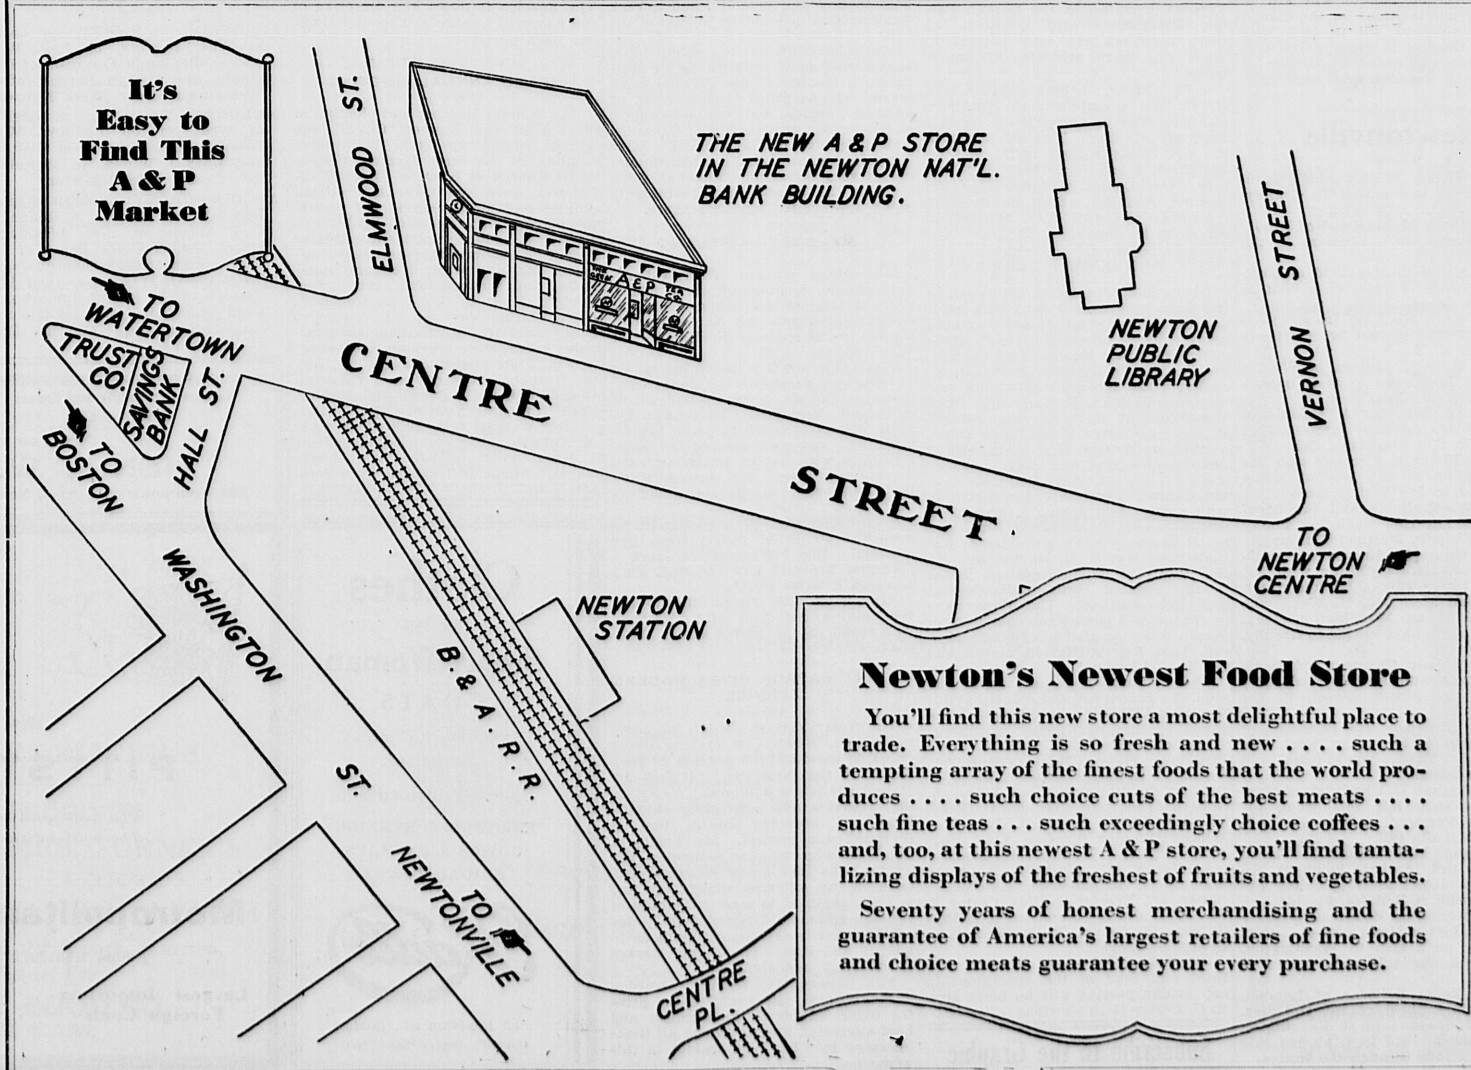 It's
Easy to
Find This
A & P
Market
ELMWOOD ST.
THE NEW A & P STORE
IN THE NEWTON NAT'L.
BANK BUILDING.
A & P
TEA
CO.
NEWTON
PUBLIC
LIBRARY
VERNON STREET
TO
WATERTOWN
TRUST
CO.
SAVINGS
BANK
HALL ST.
TO
BOSTON
CENTRE STREET
TO
NEWTON
CENTRE
WASHINGTON ST.
NEWTON
STATION
B. & A. R. R.
TO
NEWTONVILLE
CENTRE
PL.
Newton's Newest Food Store
You'll find this new store a most delightful place to
trade. Everything is so fresh and new . . . . such a
tempting array of the finest foods that the world pro-
duces . . . . such choice cuts of the best meats . . . .
such fine teas . . . such exceedingly choice coffees . . .
and, too, at this newest A & P store, you'll find tanta-
lizing displays of the freshest of fruits and vegetables.
Seventy years of honest merchandising and the
guarantee of America's largest retailers of fine foods
and choice meats guarantee your every purchase.